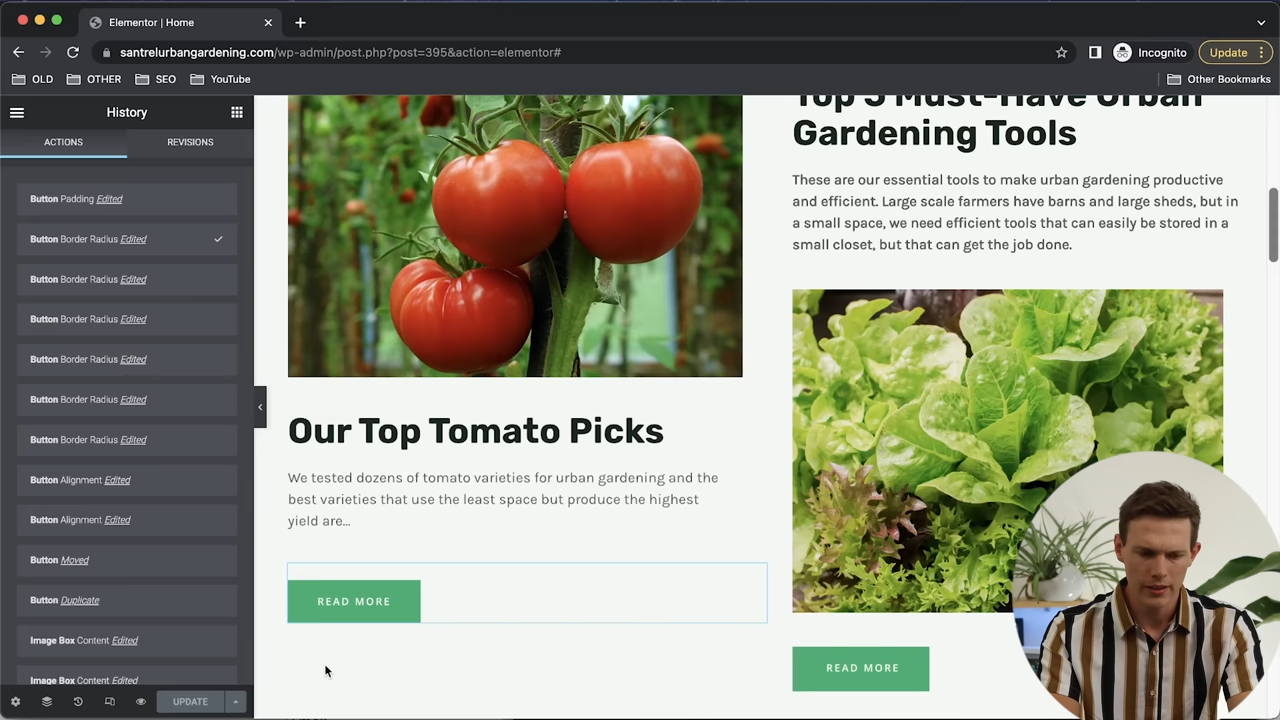 Elementor | Home
santrelurbangardening.com/wp-admin/post.php?post=395&action=elementor#
Incognito
Update
OLD
OTHER
SEO
YouTube
Other Bookmarks
History
ACTIONS
REVISIONS
Button Padding Edited
Button Border Radius Edited
Button Border Radius Edited
Button Border Radius Edited
Button Border Radius Edited
Button Border Radius Edited
Button Border Radius Edited
Button Alignment Edited
Button Alignment Edited
Button Moved
Button Duplicate
Image Box Content Edited
Image Box Content Edited
UPDATE
Our Top Tomato Picks
We tested dozens of tomato varieties for urban gardening and the
best varieties that use the least space but produce the highest
yield are...
READ MORE
Top 5 Must-Have Urban
Gardening Tools
These are our essential tools to make urban gardening productive
and efficient. Large scale farmers have barns and large sheds, but in
a small space, we need efficient tools that can easily be stored in a
small closet, but that can get the job done.
READ MORE